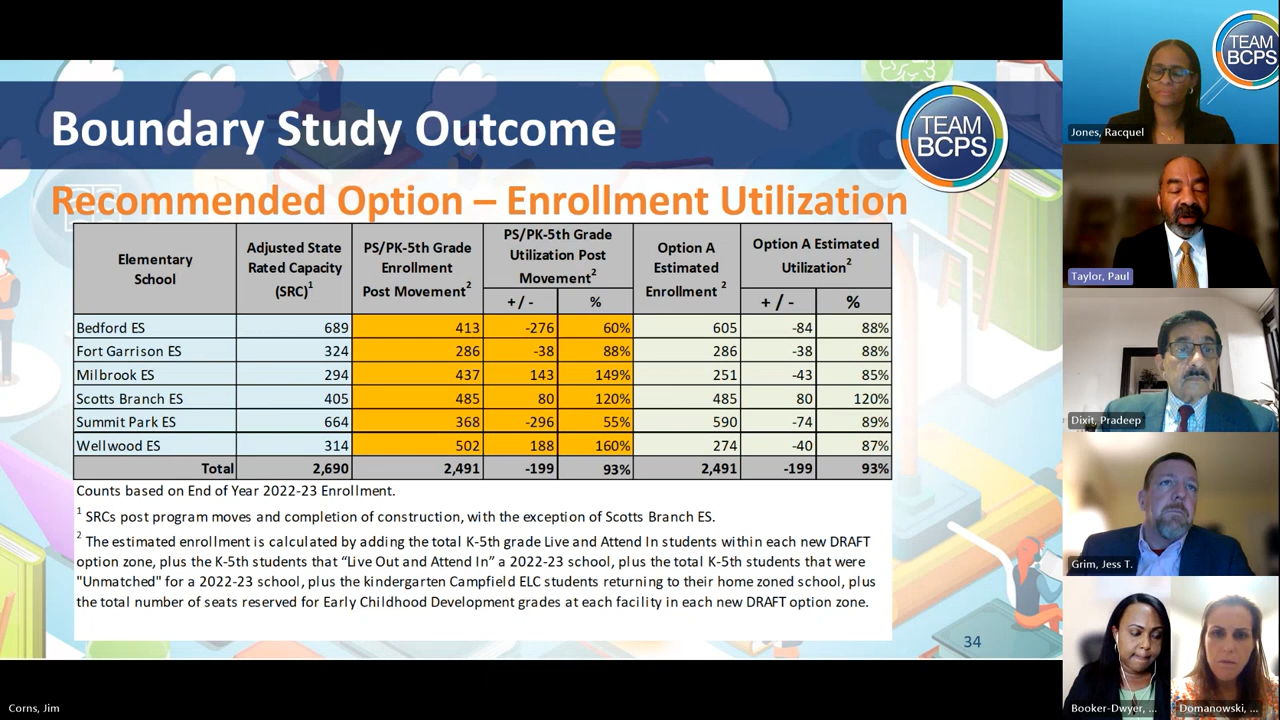 Boundary Study Outcome
TEAM
BCPS
Recommended Option – Enrollment Utilization
Elementary School | Adjusted State Rated Capacity (SRC)1 | PS/PK-5th Grade Enrollment Post Movement2 | PS/PK-5th Grade Utilization Post Movement2 | Option A Estimated Enrollment 2 | Option A Estimated Utilization2
+ / - | % | + / - | %
Bedford ES 689 413 -276 60% 605 -84 88%
Fort Garrison ES 324 286 -38 88% 286 -38 88%
Milbrook ES 294 437 143 149% 251 -43 85%
Scotts Branch ES 405 485 80 120% 485 80 120%
Summit Park ES 664 368 -296 55% 590 -74 89%
Wellwood ES 314 502 188 160% 274 -40 87%
Total 2,690 2,491 -199 93% 2,491 -199 93%
Counts based on End of Year 2022-23 Enrollment.
1 SRCs post program moves and completion of construction, with the exception of Scotts Branch ES.
2 The estimated enrollment is calculated by adding the total K-5th grade Live and Attend In students within each new DRAFT
option zone, plus the K-5th students that “Live Out and Attend In” a 2022-23 school, plus the total K-5th students that were
"Unmatched" for a 2022-23 school, plus the kindergarten Campfield ELC students returning to their home zoned school, plus
the total number of seats reserved for Early Childhood Development grades at each facility in each new DRAFT option zone.
34
Corns, Jim
TEAM
BCPS
Jones, Racquel
Taylor, Paul
Dixit, Pradeep
Grim, Jess T.
Booker-Dwyer, ...
Domanowski, ...